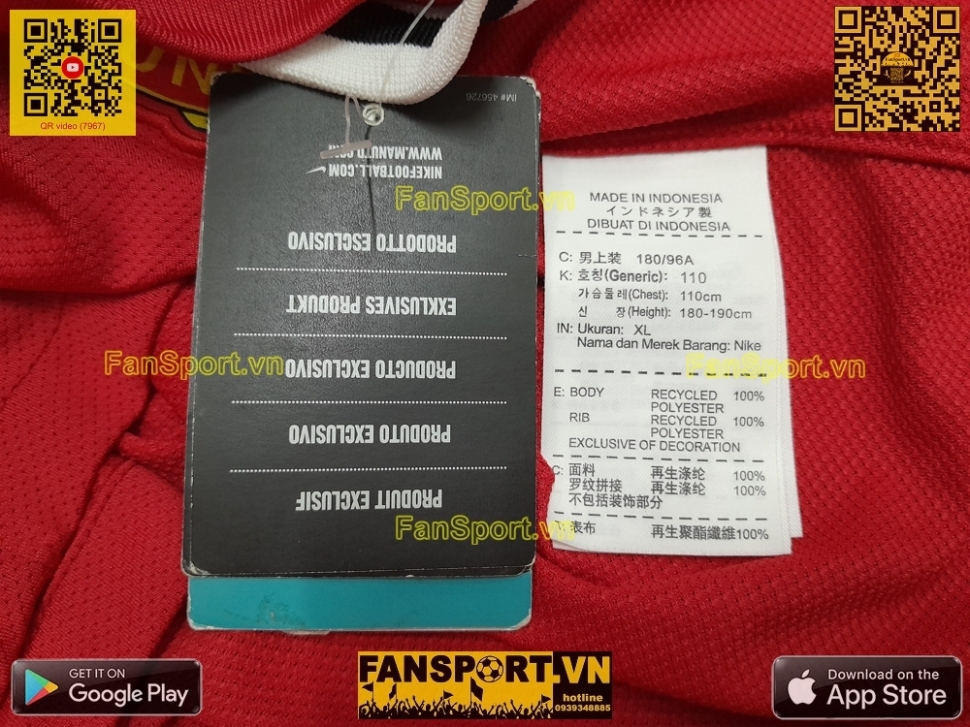 QR video (7967)
UN
IM# 456726
WWW.MANUTD.COM
NIKEFOOTBALL.COM
PRODOTTO ESCLUSIVO
EXKLUSIVES PRODUKT
PRODUCTO EXCLUSIVO
PRODUTO EXCLUSIVO
PRODUIT EXCLUSIF
MADE IN INDONESIA
インドネシア製
DIBUAT DI INDONESIA
C: 男上装 180/96A
K: 호칭(Generic): 110
가슴둘레(Chest): 110cm
신 장(Height): 180-190cm
IN: Ukuran: XL
Nama dan Merek Barang: Nike
E: BODY RECYCLED 100%
POLYESTER
RIB RECYCLED 100%
POLYESTER
EXCLUSIVE OF DECORATION
C: 面料 再生涤纶 100%
罗纹拼接 再生涤纶 100%
不包括装饰部分
表布 再生聚酯纖維100%
FanSport.vn
FanSport.vn
FanSport.vn
FanSport.vn
GET IT ON
Google Play
FANSPORT.VN
hotline
0939348885
Download on the
App Store